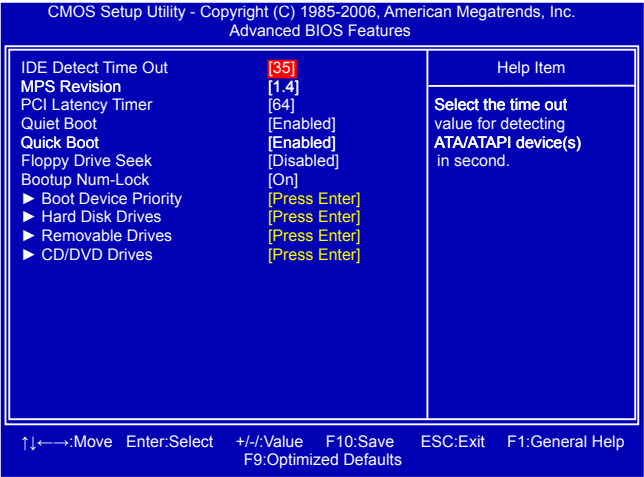 CMOS Setup Utility - Copyright (C) 1985-2006, American Megatrends, Inc.
Advanced BIOS Features
IDE Detect Time Out [35]
MPS Revision [1.4]
PCI Latency Timer [64]
Quiet Boot [Enabled]
Quick Boot [Enabled]
Floppy Drive Seek [Disabled]
Bootup Num-Lock [On]
► Boot Device Priority [Press Enter]
► Hard Disk Drives [Press Enter]
► Removable Drives [Press Enter]
► CD/DVD Drives [Press Enter]
Help Item
Select the time out
value for detecting
ATA/ATAPI device(s)
in second.
↑↓←→:Move Enter:Select +/-/:Value F10:Save ESC:Exit F1:General Help
F9:Optimized Defaults